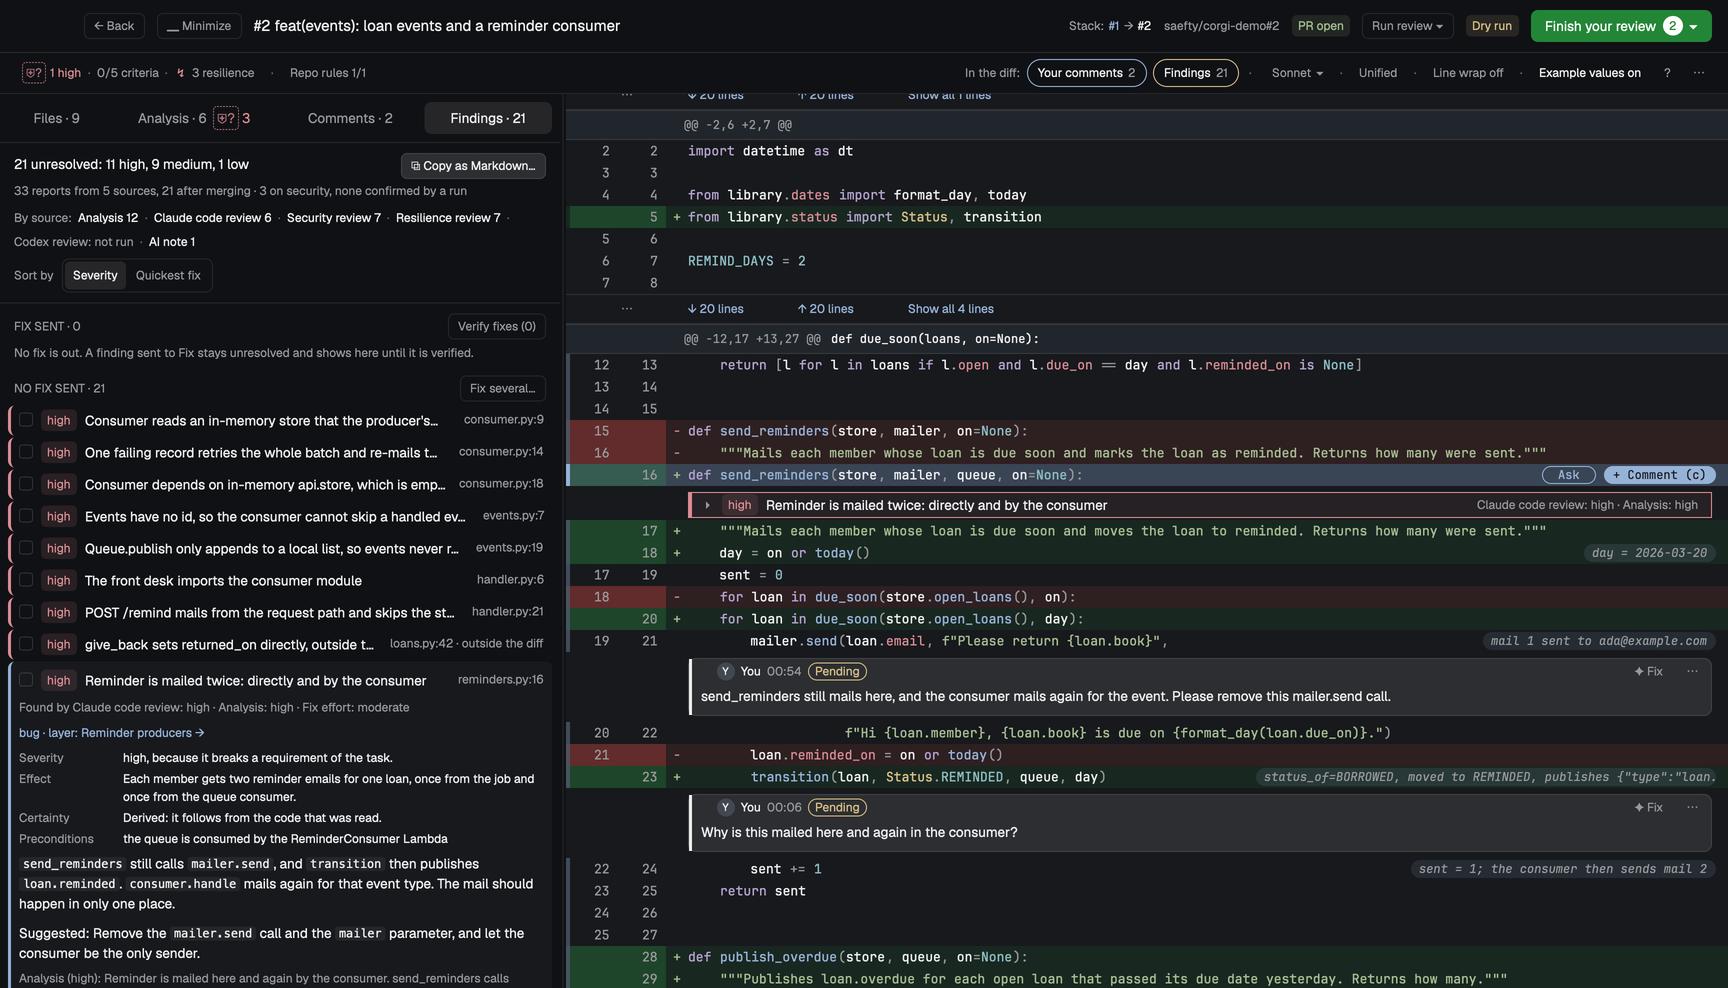 ← Back
Minimize
#2 feat(events): loan events and a reminder consumer
Stack: #1 → #2 saefty/corgi-demo#2 PR open
Run review
Dry run
Finish your review 2
1 high · 0/5 criteria · 3 resilience · Repo rules 1/1
In the diff: Your comments 2 Findings 21 · Sonnet · Unified · Line wrap off · Example values on ? ...
Files · 9
Analysis · 6 3
Comments · 2
Findings · 21
21 unresolved: 11 high, 9 medium, 1 low
Copy as Markdown…
33 reports from 5 sources, 21 after merging · 3 on security, none confirmed by a run
By source: Analysis 12 · Claude code review 6 · Security review 7 · Resilience review 7 ·
Codex review: not run · AI note 1
Sort by Severity Quickest fix
FIX SENT · 0
Verify fixes (0)
No fix is out. A finding sent to Fix stays unresolved and shows here until it is verified.
NO FIX SENT · 21
Fix several…
high Consumer reads an in-memory store that the producer's… consumer.py:9
high One failing record retries the whole batch and re-mails t… consumer.py:14
high Consumer depends on in-memory api.store, which is emp… consumer.py:18
high Events have no id, so the consumer cannot skip a handled ev… events.py:7
high Queue.publish only appends to a local list, so events never r… events.py:19
high The front desk imports the consumer module handler.py:6
high POST /remind mails from the request path and skips the st… handler.py:21
high give_back sets returned_on directly, outside t… loans.py:42 · outside the diff
high Reminder is mailed twice: directly and by the consumer reminders.py:16
Found by Claude code review: high · Analysis: high · Fix effort: moderate
bug · layer: Reminder producers →
Severity high, because it breaks a requirement of the task.
Effect Each member gets two reminder emails for one loan, once from the job and
once from the queue consumer.
Certainty Derived: it follows from the code that was read.
Preconditions the queue is consumed by the ReminderConsumer Lambda
send_reminders still calls mailer.send, and transition then publishes
loan.reminded. consumer.handle mails again for that event type. The mail should
happen in only one place.
Suggested: Remove the mailer.send call and the mailer parameter, and let the
consumer be the only sender.
Analysis (high): Reminder is mailed here and again by the consumer. send_reminders calls
... ↓ 20 lines ↑ 20 lines Show all 1 lines
@@ -2,6 +2,7 @@
2 2 import datetime as dt
3 3
4 4 from library.dates import format_day, today
5 + from library.status import Status, transition
5 6
6 7 REMIND_DAYS = 2
7 8
... ↓ 20 lines ↑ 20 lines Show all 4 lines
@@ -12,17 +13,27 @@ def due_soon(loans, on=None):
12 13 return [l for l in loans if l.open and l.due_on == day and l.reminded_on is None]
13 14
14 15
15 - def send_reminders(store, mailer, on=None):
16 - """Mails each member whose loan is due soon and marks the loan as reminded. Returns how many were sent."""
16 + def send_reminders(store, mailer, queue, on=None): Ask + Comment (c)
high Reminder is mailed twice: directly and by the consumer Claude code review: high · Analysis: high
17 + """Mails each member whose loan is due soon and moves the loan to reminded. Returns how many were sent."""
18 + day = on or today() day = 2026-03-20
17 19 sent = 0
18 - for loan in due_soon(store.open_loans(), on):
20 + for loan in due_soon(store.open_loans(), day):
19 21 mailer.send(loan.email, f"Please return {loan.book}", mail 1 sent to ada@example.com
Y You 00:54 Pending Fix ...
send_reminders still mails here, and the consumer mails again for the event. Please remove this mailer.send call.
20 22 f"Hi {loan.member}, {loan.book} is due on {format_day(loan.due_on)}.")
21 - loan.reminded_on = on or today()
23 + transition(loan, Status.REMINDED, queue, day) status_of=BORROWED, moved to REMINDED, publishes {"type":"loan.
Y You 00:06 Pending Fix ...
Why is this mailed here and again in the consumer?
22 24 sent += 1 sent = 1; the consumer then sends mail 2
23 25 return sent
24 26
25 27
28 + def publish_overdue(store, queue, on=None):
29 + """Publishes loan.overdue for each open loan that passed its due date yesterday. Returns how many."""